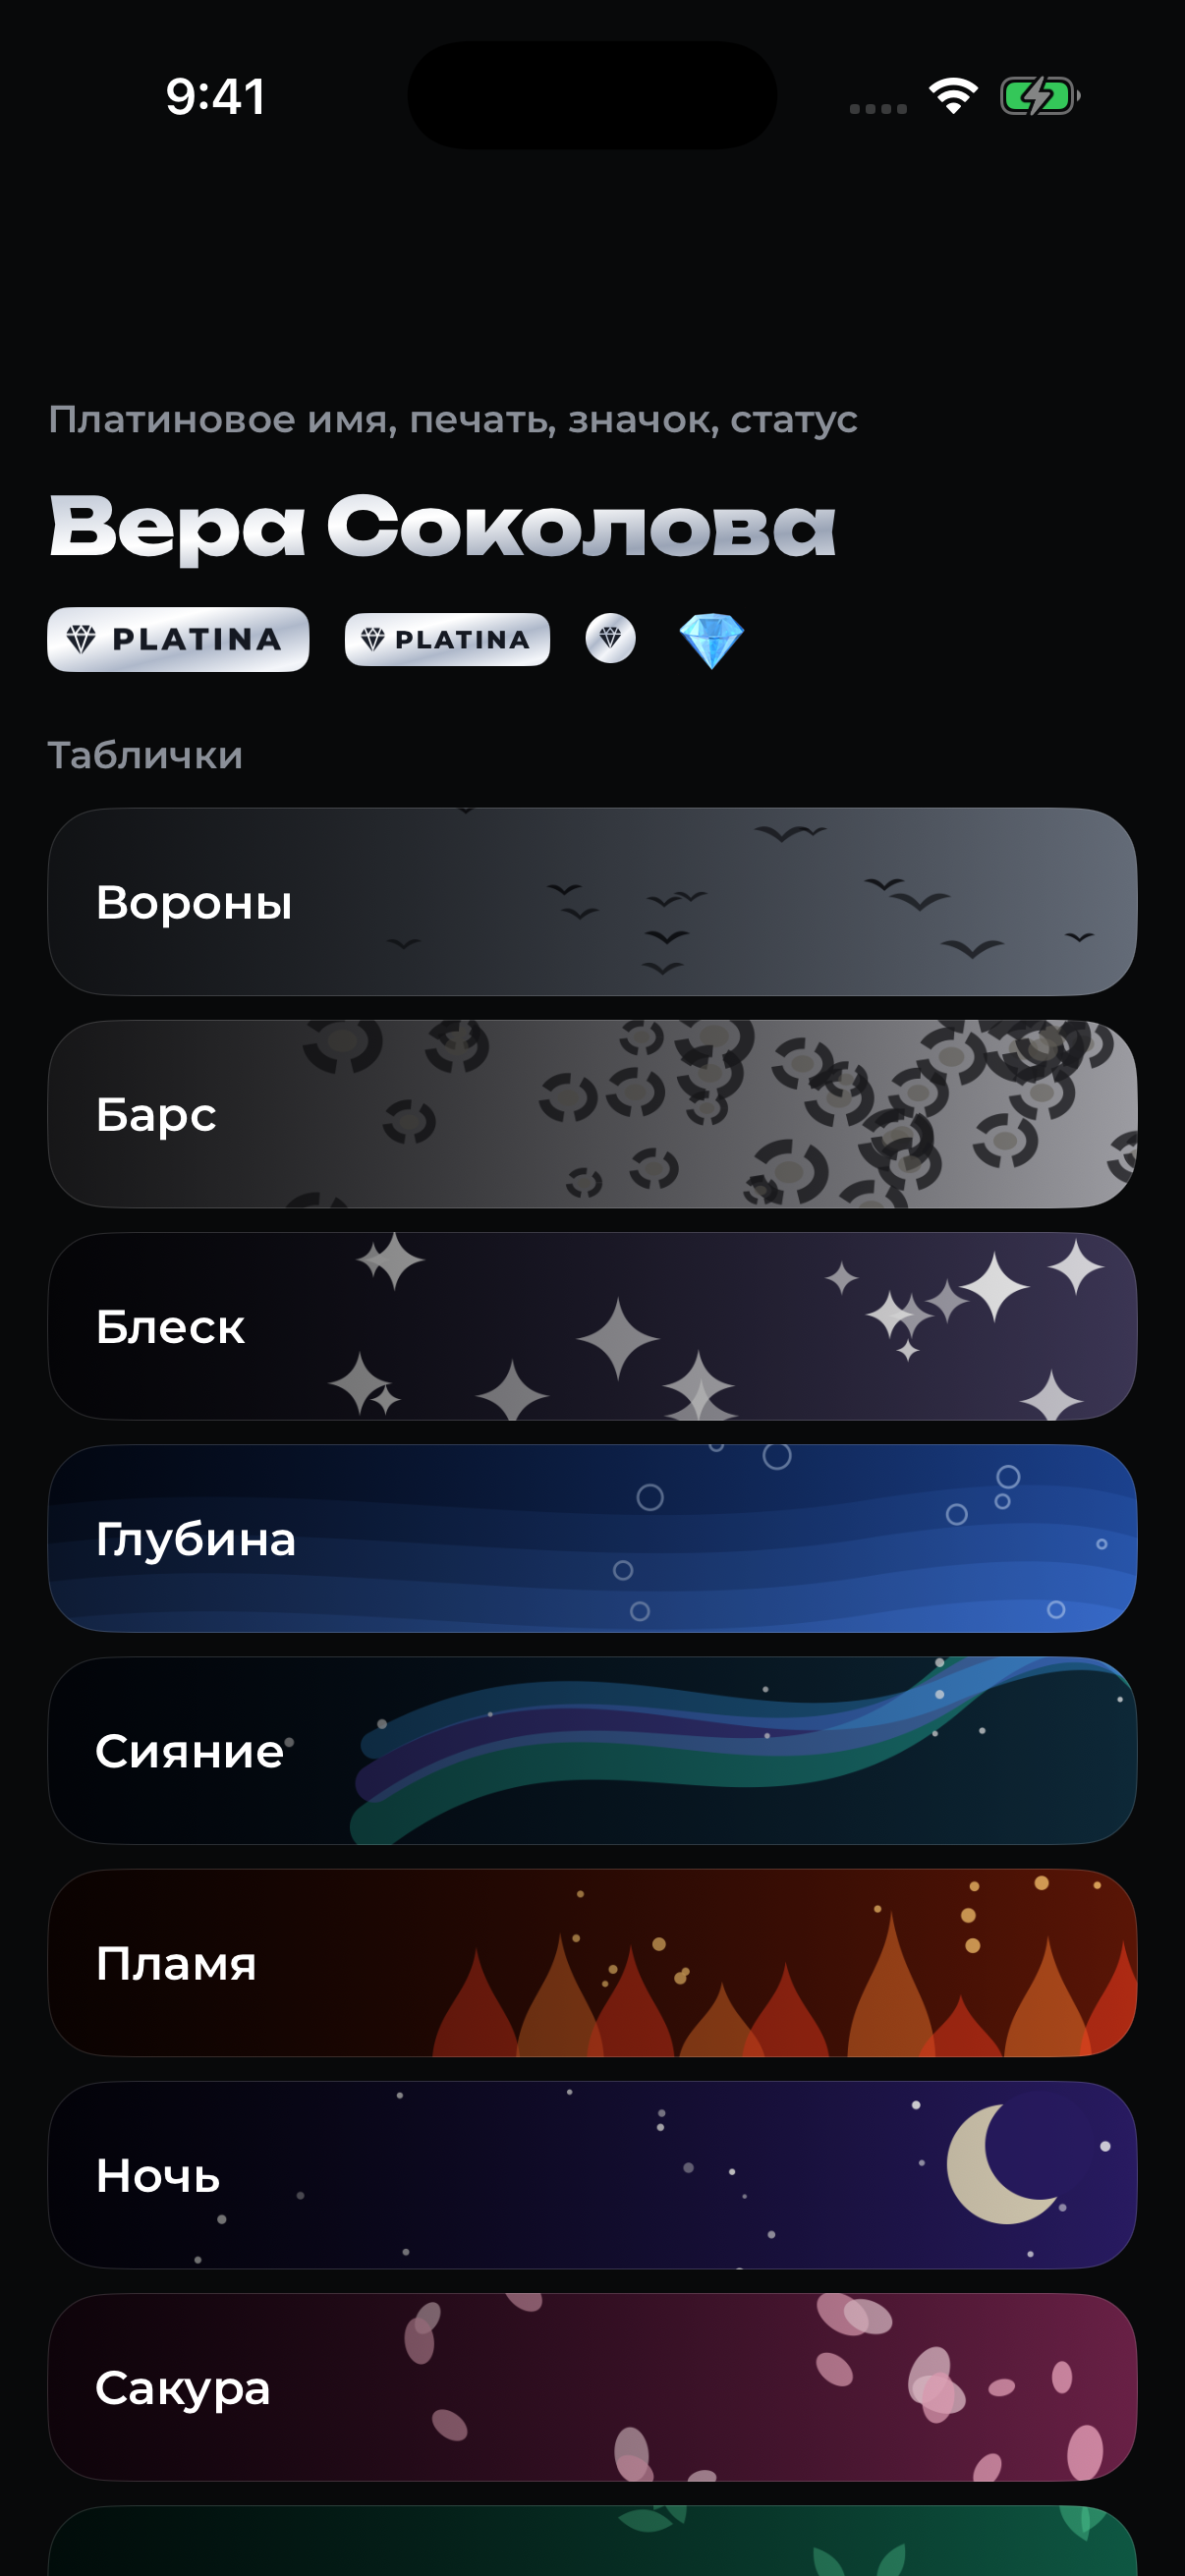 9:41
Платиновое имя, печать, значок, статус
Вера Соколова
PLATINA PLATINA
Таблички
Вороны
Барс
Блеск
Глубина
Сияние
Пламя
Ночь
Сакура